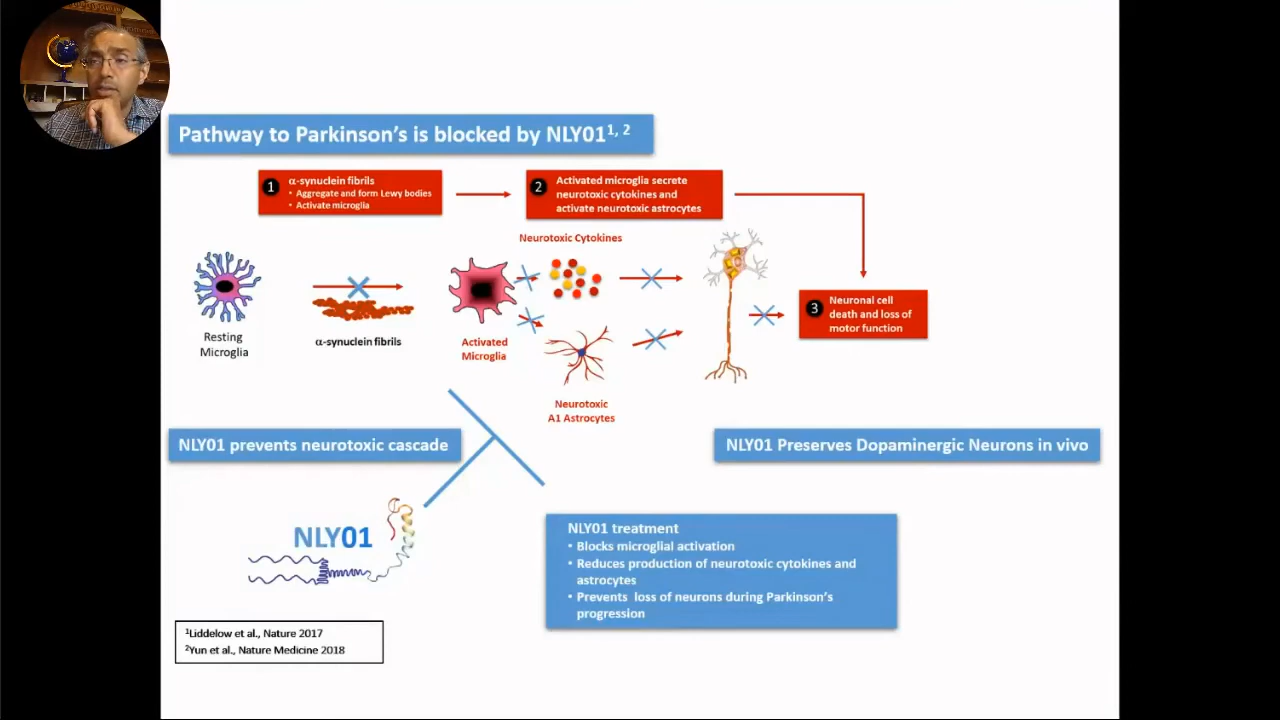 Pathway to Parkinson's is blocked by NLY01¹, ²
1
α-synuclein fibrils
• Aggregate and form Lewy bodies
• Activate microglia
2
Activated microglia secrete
neurotoxic cytokines and
activate neurotoxic astrocytes
Neurotoxic Cytokines
3
Neuronal cell
death and loss of
motor function
Resting
Microglia
α-synuclein fibrils
Activated
Microglia
Neurotoxic
A1 Astrocytes
NLY01 prevents neurotoxic cascade
NLY01 Preserves Dopaminergic Neurons in vivo
NLY01
NLY01 treatment
• Blocks microglial activation
• Reduces production of neurotoxic cytokines and
astrocytes
• Prevents loss of neurons during Parkinson's
progression
¹Liddelow et al., Nature 2017
²Yun et al., Nature Medicine 2018